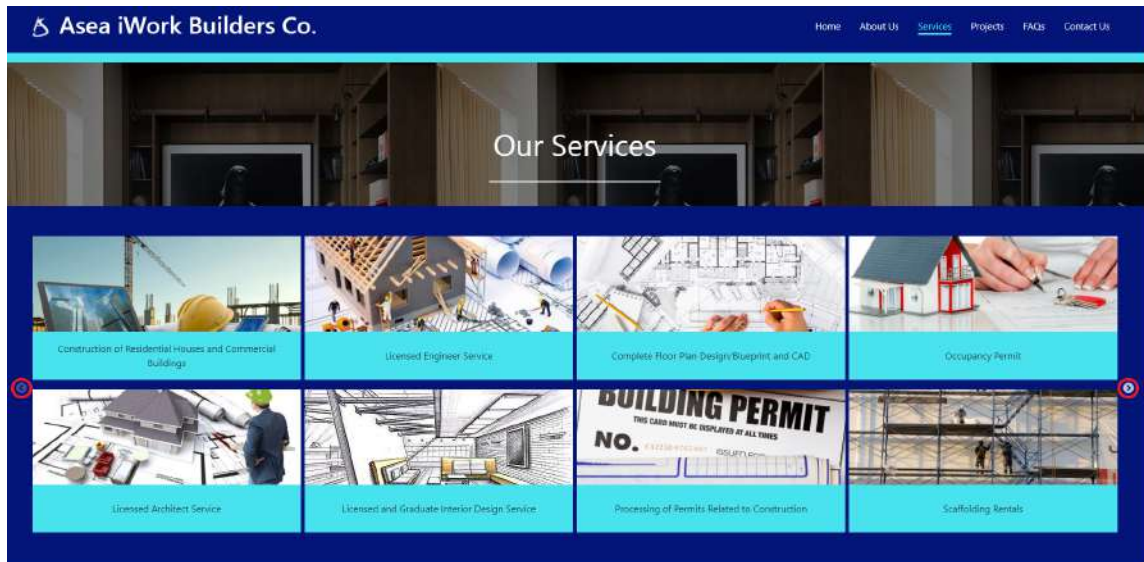 Asea iWork Builders Co.
Home About Us Services Projects FAQs Contact Us
Our Services
Construction of Residential Houses and Commercial
Buildings
Licensed Engineer Service
Complete Floor Plan Design/Blueprint and CAD
Occupancy Permit
BUILDING PERMIT
THIS CARD MUST BE DISPLAYED AT ALL TIMES
NO.
ISSUED FOR
Licensed Architect Service
Licensed and Graduate Interior Design Service
Processing of Permits Related to Construction
Scaffolding Rentals